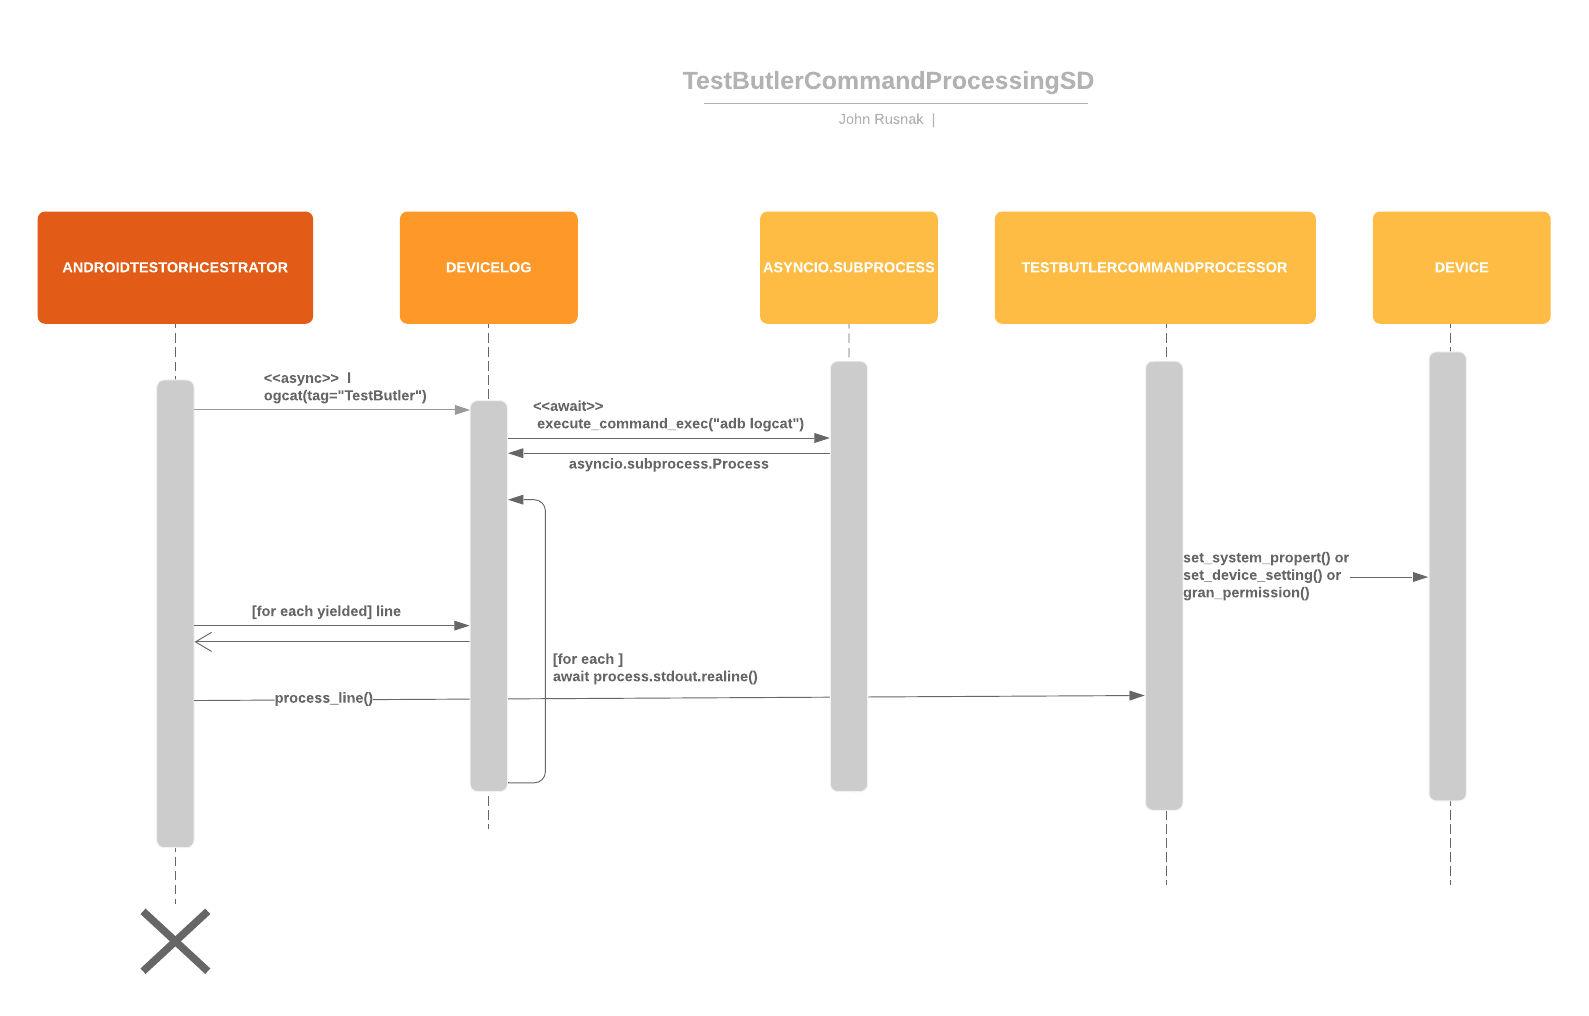 TestButlerCommandProcessingSD
John Rusnak  |
ANDROIDTESTORHCESTRATOR
DEVICELOG
ASYNCIO.SUBPROCESS
TESTBUTLERCOMMANDPROCESSOR
DEVICE
<<async>>  l
ogcat(tag="TestButler")
<<await>>
execute_command_exec("adb logcat")
asyncio.subprocess.Process
set_system_propert() or
set_device_setting() or
gran_permission()
[for each yielded] line
[for each ]
await process.stdout.realine()
process_line()